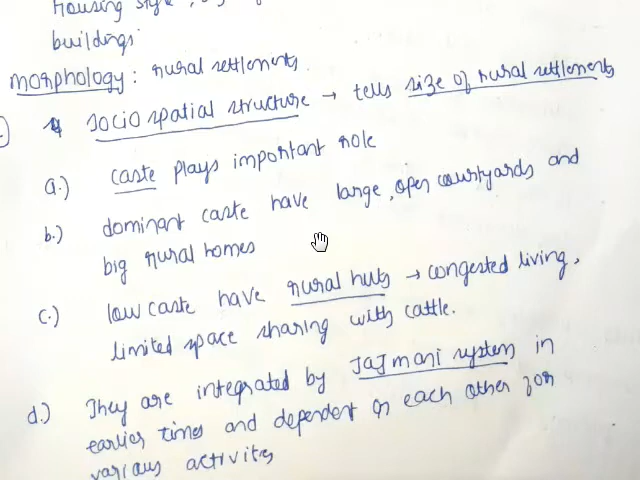 Housing style,
buildings
morphology: rural settlements.
Socio spatial structure → tells size of rural settlements
a.) caste plays important role
b.) dominant caste have large, open courtyards and
big rural homes
c.) low caste have rural huts → congested living,
limited space sharing with cattle.
d.) They are integrated by JaJmani system in
earlier times and dependent on each other for
various activities